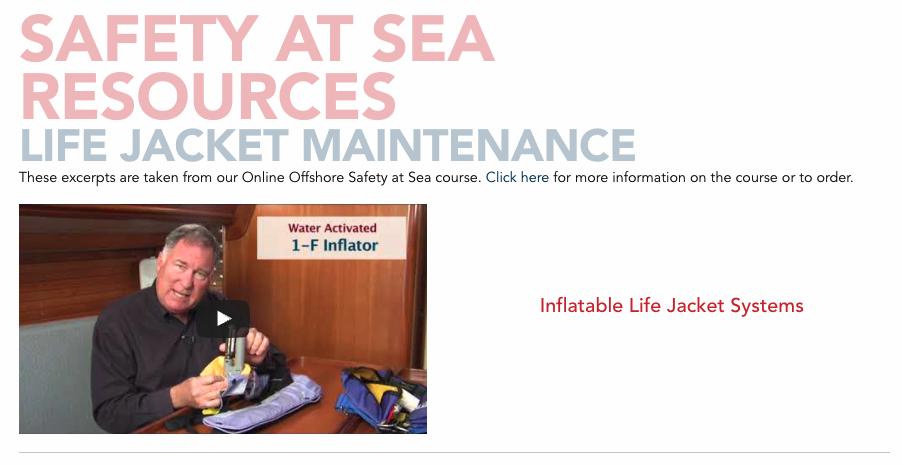 SAFETY AT SEA
RESOURCES
LIFE JACKET MAINTENANCE
These excerpts are taken from our Online Offshore Safety at Sea course. Click here for more information on the course or to order.
Water Activated
1-F Inflator
Inflatable Life Jacket Systems